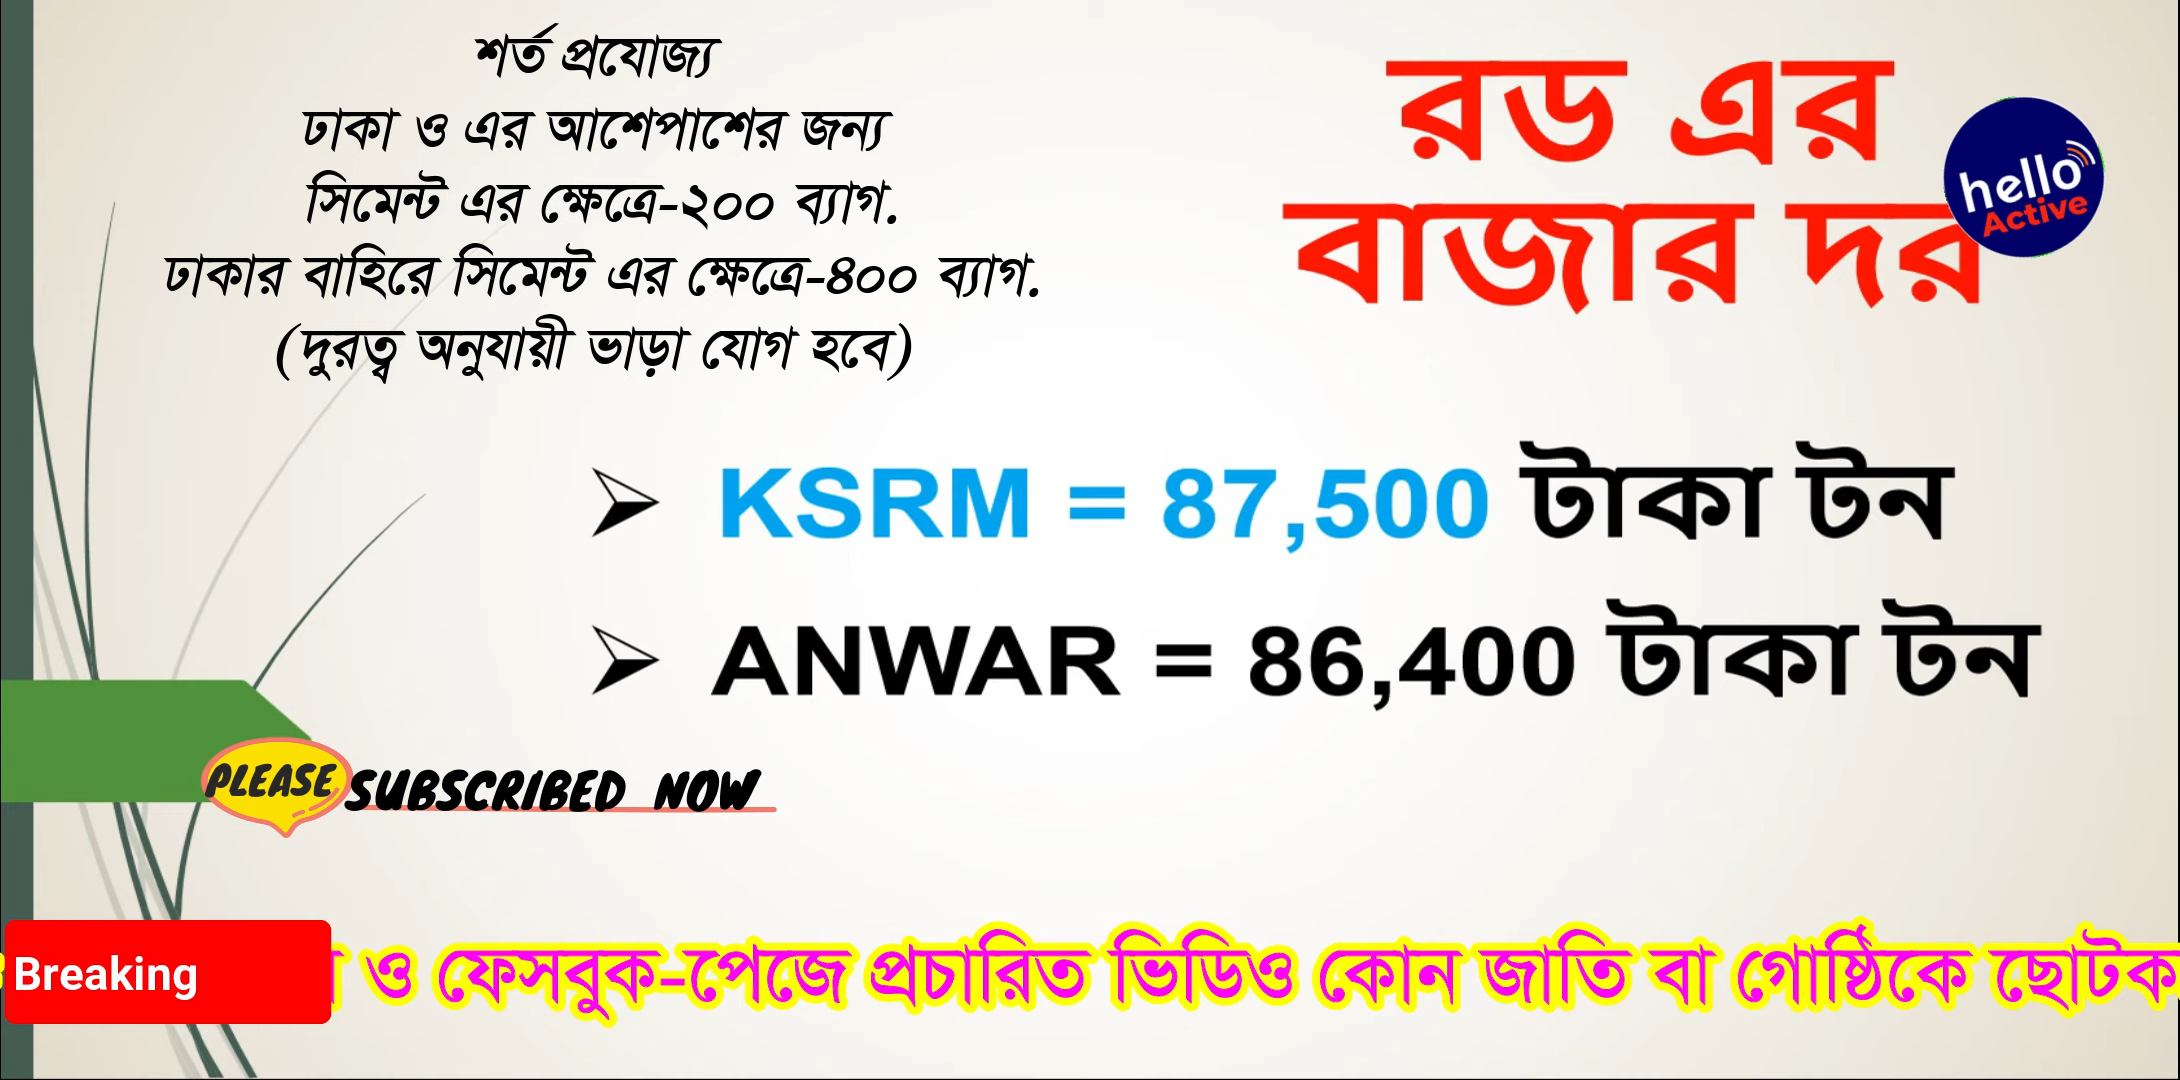 শর্ত প্রযোজ্য
ঢাকা ও এর আশেপাশের জন্য
সিমেন্ট এর ক্ষেত্রে-২০০ ব্যাগ.
ঢাকার বাহিরে সিমেন্ট এর ক্ষেত্রে-৪০০ ব্যাগ.
(দুরত্ব অনুযায়ী ভাড়া যোগ হবে)
রড এর
বাজার দর
hello
Active
KSRM = 87,500 টাকা টন
ANWAR = 86,400 টাকা টন
PLEASE SUBSCRIBED NOW
Breaking
ও ফেসবুক-পেজে প্রচারিত ভিডিও কোন জাতি বা গোষ্ঠিকে ছোটক